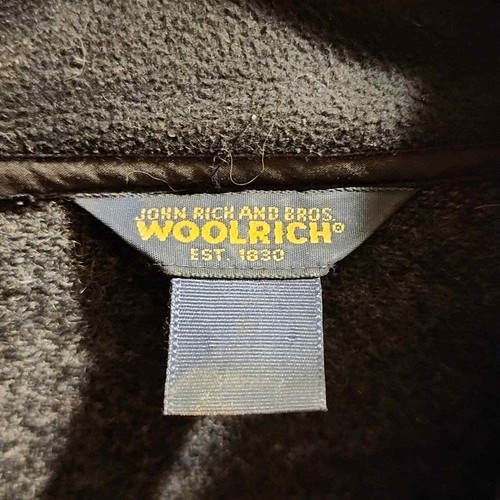 JOHN RICH AND BROS.
WOOLRICH®
EST. 1830